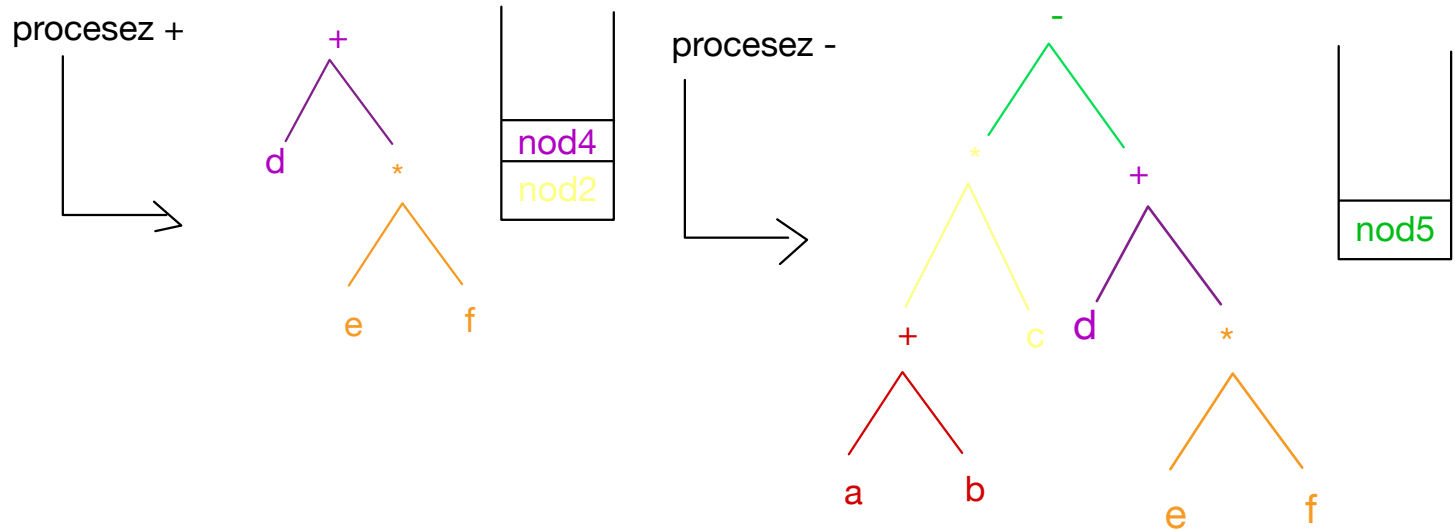 procesez +
+
d
*
e
f
nod4
nod2
procesez -
-
*
+
+
c
d
*
a
b
e
f
nod5